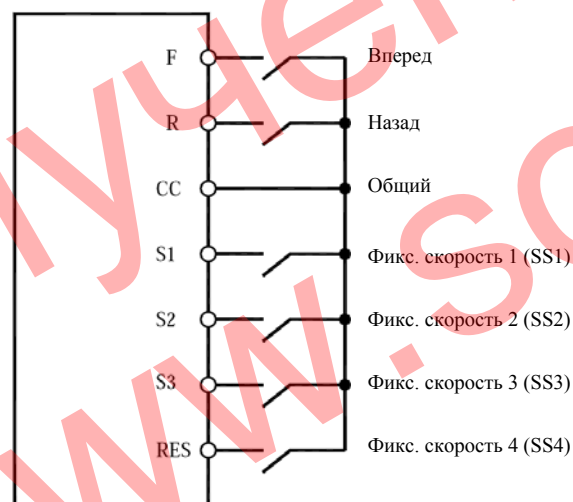 F Вперед
R Назад
CC Общий
S1 Фикс. скорость 1 (SS1)
S2 Фикс. скорость 2 (SS2)
S3 Фикс. скорость 3 (SS3)
RES Фикс. скорость 4 (SS4)